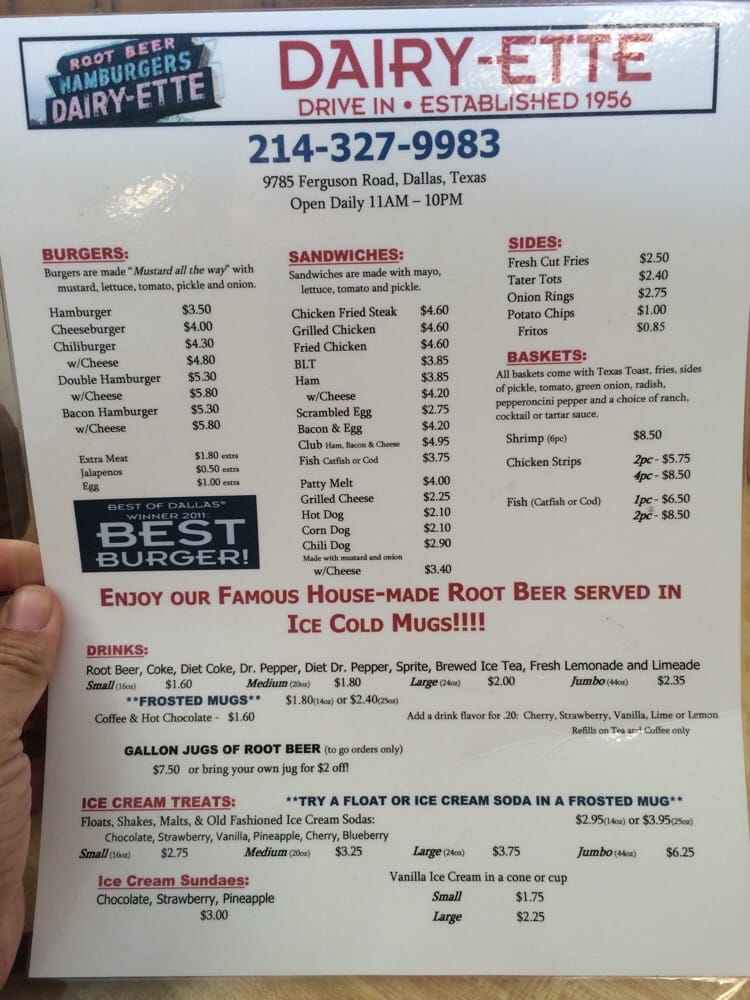 ROOT BEER
HAMBURGERS
DAIRY-ETTE
DAIRY-ETTE
DRIVE IN • ESTABLISHED 1956
214-327-9983
9785 Ferguson Road, Dallas, Texas
Open Daily 11AM – 10PM
BURGERS:
Burgers are made "Mustard all the way" with
mustard, lettuce, tomato, pickle and onion.
Hamburger $3.50
Cheeseburger $4.00
Chiliburger $4.30
w/Cheese $4.80
Double Hamburger $5.30
w/Cheese $5.80
Bacon Hamburger $5.30
w/Cheese $5.80
Extra Meat $1.80 extra
Jalapenos $0.50 extra
Egg $1.00 extra
BEST OF DALLAS®
WINNER 2011:
BEST
BURGER!
SANDWICHES:
Sandwiches are made with mayo,
lettuce, tomato and pickle.
Chicken Fried Steak $4.60
Grilled Chicken $4.60
Fried Chicken $4.60
BLT $3.85
Ham $3.85
w/Cheese $4.20
Scrambled Egg $2.75
Bacon & Egg $4.20
Club Ham, Bacon & Cheese $4.95
Fish Catfish or Cod $3.75
Patty Melt $4.00
Grilled Cheese $2.25
Hot Dog $2.10
Corn Dog $2.10
Chili Dog $2.90
Made with mustard and onion
w/Cheese $3.40
SIDES:
Fresh Cut Fries $2.50
Tater Tots $2.40
Onion Rings $2.75
Potato Chips $1.00
Fritos $0.85
BASKETS:
All baskets come with Texas Toast, fries, sides
of pickle, tomato, green onion, radish,
pepperoncini pepper and a choice of ranch,
cocktail or tartar sauce.
Shrimp (6pc) $8.50
Chicken Strips 2pc - $5.75
4pc - $8.50
Fish (Catfish or Cod) 1pc - $6.50
2pc - $8.50
ENJOY OUR FAMOUS HOUSE-MADE ROOT BEER SERVED IN
ICE COLD MUGS!!!!
DRINKS:
Root Beer, Coke, Diet Coke, Dr. Pepper, Diet Dr. Pepper, Sprite, Brewed Ice Tea, Fresh Lemonade and Limeade
Small (16oz) $1.60 Medium (20oz) $1.80 Large (24oz) $2.00 Jumbo (44oz) $2.35
**FROSTED MUGS** $1.80(14oz) or $2.40(25oz)
Coffee & Hot Chocolate - $1.60 Add a drink flavor for .20: Cherry, Strawberry, Vanilla, Lime or Lemon
Refills on Tea and Coffee only
GALLON JUGS OF ROOT BEER (to go orders only)
$7.50 or bring your own jug for $2 off!
ICE CREAM TREATS: **TRY A FLOAT OR ICE CREAM SODA IN A FROSTED MUG**
Floats, Shakes, Malts, & Old Fashioned Ice Cream Sodas: $2.95(14oz) or $3.95(25oz)
Chocolate, Strawberry, Vanilla, Pineapple, Cherry, Blueberry
Small (16oz) $2.75 Medium (20oz) $3.25 Large (24oz) $3.75 Jumbo (44oz) $6.25
Ice Cream Sundaes:
Chocolate, Strawberry, Pineapple
$3.00
Vanilla Ice Cream in a cone or cup
Small $1.75
Large $2.25